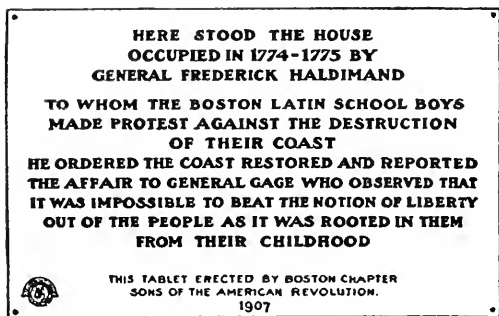 HERE STOOD THE HOUSE
OCCUPIED IN 1774-1775 BY
GENERAL FREDERICK HALDIMAND
TO WHOM THE BOSTON LATIN SCHOOL BOYS
MADE PROTEST AGAINST THE DESTRUCTION
OF THEIR COAST
HE ORDERED THE COAST RESTORED AND REPORTED
THE AFFAIR TO GENERAL GAGE WHO OBSERVED THAT
IT WAS IMPOSSIBLE TO BEAT THE NOTION OF LIBERTY
OUT OF THE PEOPLE AS IT WAS ROOTED IN THEM
FROM THEIR CHILDHOOD
THIS TABLET ERECTED BY BOSTON CHAPTER
SONS OF THE AMERICAN REVOLUTION.
1907